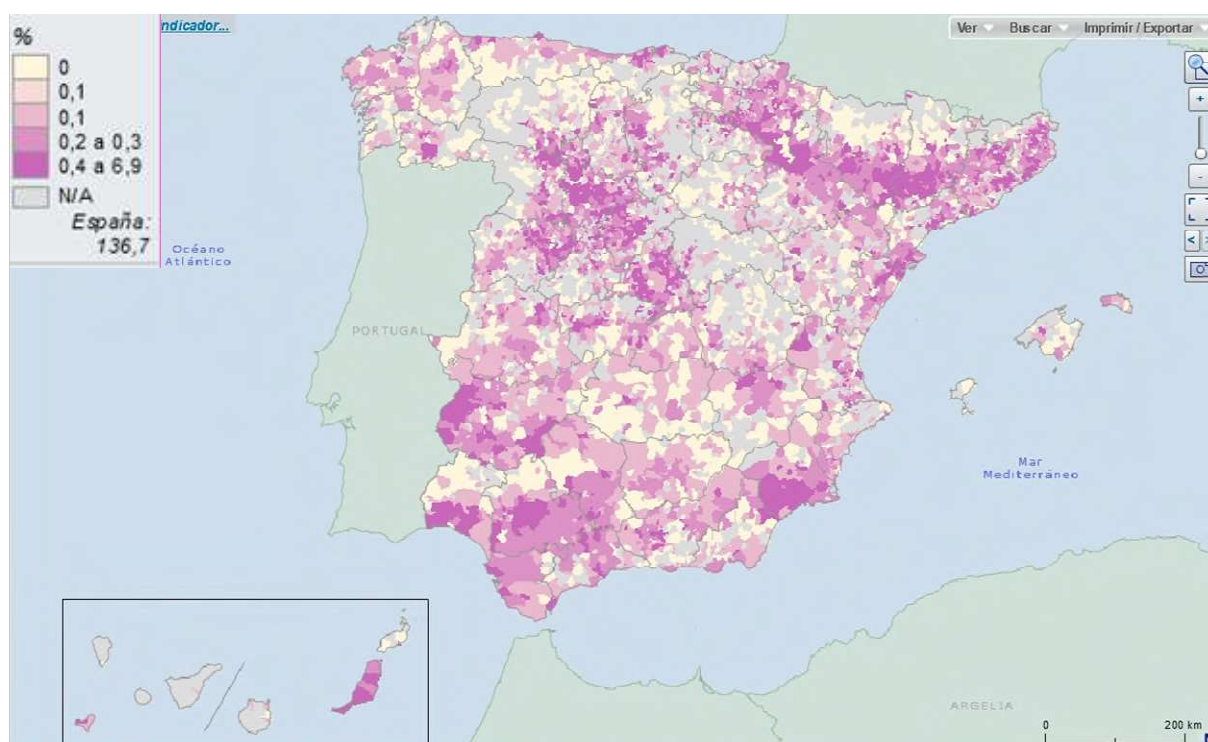 %
0
0,1
0,1
0,2 a 0,3
0,4 a 6,9
N/A
España:
136,7
ndicador...
Ver Buscar Imprimir / Exportar
+
-
<
Océano
Atlántico
PORTUGAL
Mar
Mediterráneo
ARGELIA
0 200 km